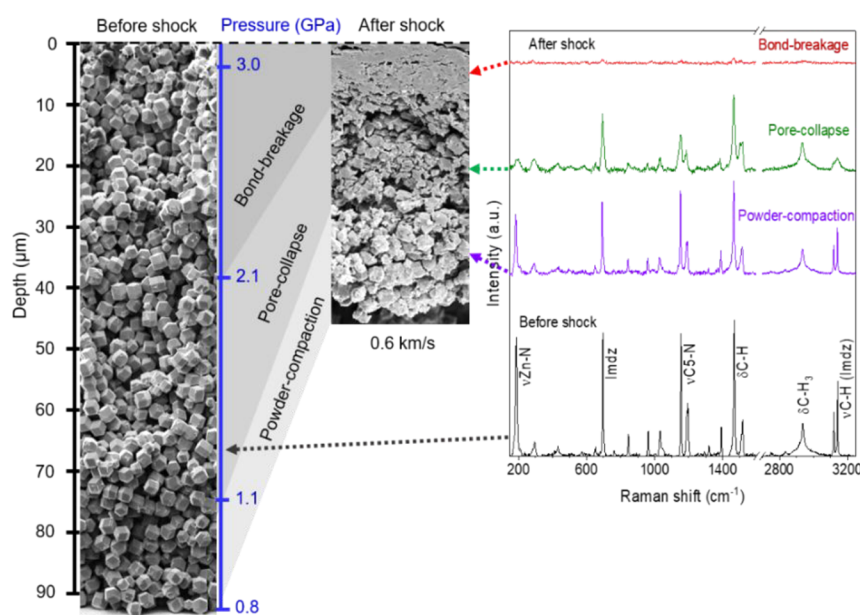 Before shock
Pressure (GPa)
After shock
Depth (µm)
0
10
20
30
40
50
60
70
80
90
3.0
2.1
1.1
0.8
Bond-breakage
Pore-collapse
Powder-compaction
0.6 km/s
After shock
Bond-breakage
Pore-collapse
Powder-compaction
Before shock
νZn-N
Imdz
νC5-N
δC-H
δC-H₃
νC-H (Imdz)
Intensity (a.u.)
200
600
1000
1400
2800
3200
Raman shift (cm⁻¹)